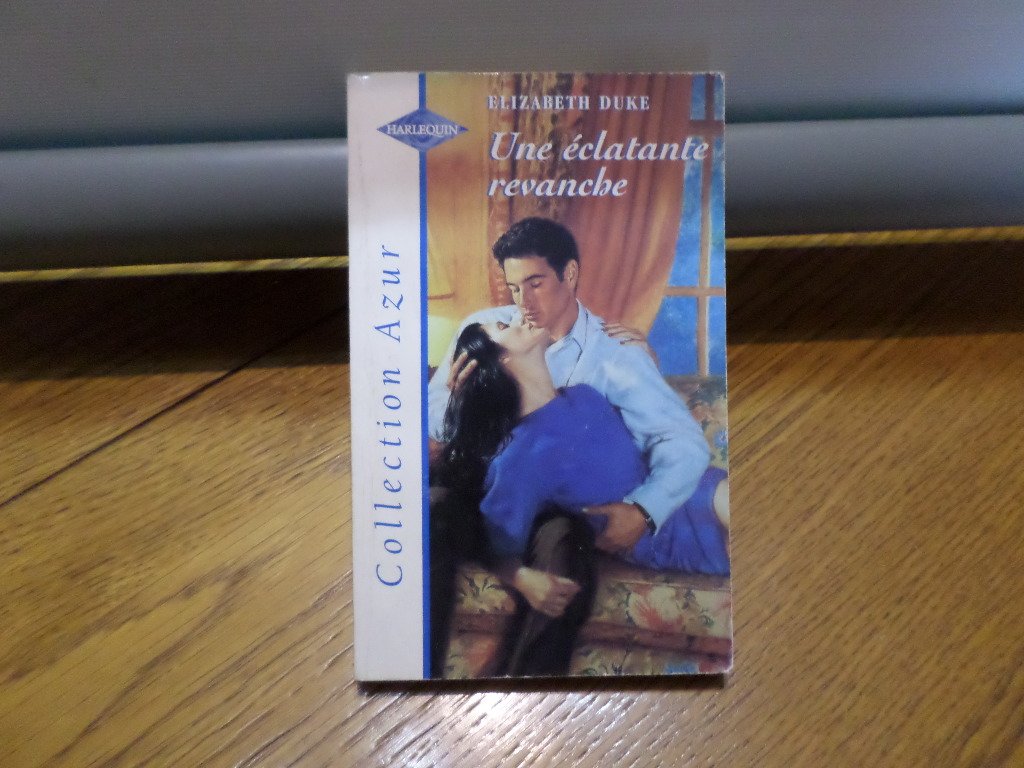 ELIZABETH DUKE
HARLEQUIN
Une éclatante
revanche
Collection Azur